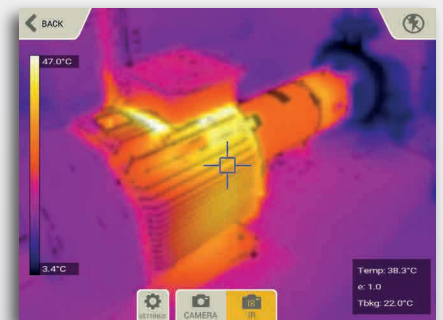 BACK
47.0°C
3.4°C
Temp: 38.3°C
e: 1.0
Tbkg: 22.0°C
SETTINGS
CAMERA
IR